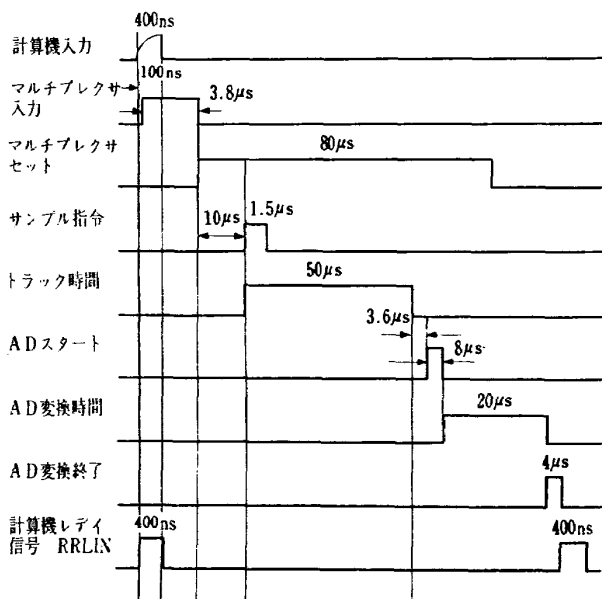 400ns
計算機入力
100ns
マルチプレクサ
入力
3.8μs
マルチプレクサ
セット
80μs
サンプル指令
10μs
1.5μs
トラック時間
50μs
3.6μs
ADスタート
8μs
AD変換時間
20μs
AD変換終了
4μs
計算機レデイ
信号 RRLIN
400ns
400ns